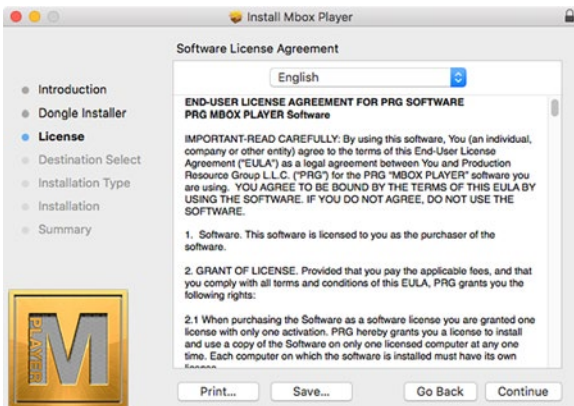 Install Mbox Player
Software License Agreement
Introduction
Dongle Installer
License
Destination Select
Installation Type
Installation
Summary
English
END-USER LICENSE AGREEMENT FOR PRG SOFTWARE
PRG MBOX PLAYER Software
IMPORTANT-READ CAREFULLY: By using this software, You (an individual,
company or other entity) agree to the terms of this End-User License
Agreement ("EULA") as a legal agreement between You and Production
Resource Group L.L.C. ("PRG") for the PRG "MBOX PLAYER" software you
are using. YOU AGREE TO BE BOUND BY THE TERMS OF THIS EULA BY
USING THE SOFTWARE. IF YOU DO NOT AGREE, DO NOT USE THE
SOFTWARE.
1. Software. This software is licensed to you as the purchaser of the
software.
2. GRANT OF LICENSE. Provided that you pay the applicable fees, and that
you comply with all terms and conditions of this EULA, PRG grants you the
following rights:
2.1 When purchasing the Software as a software license you are granted one
license with only one activation. PRG hereby grants you a license to install
and use a copy of the Software on only one licensed computer at any one
time. Each computer on which the software is installed must have its own
PLAYER
M
Print...
Save...
Go Back
Continue